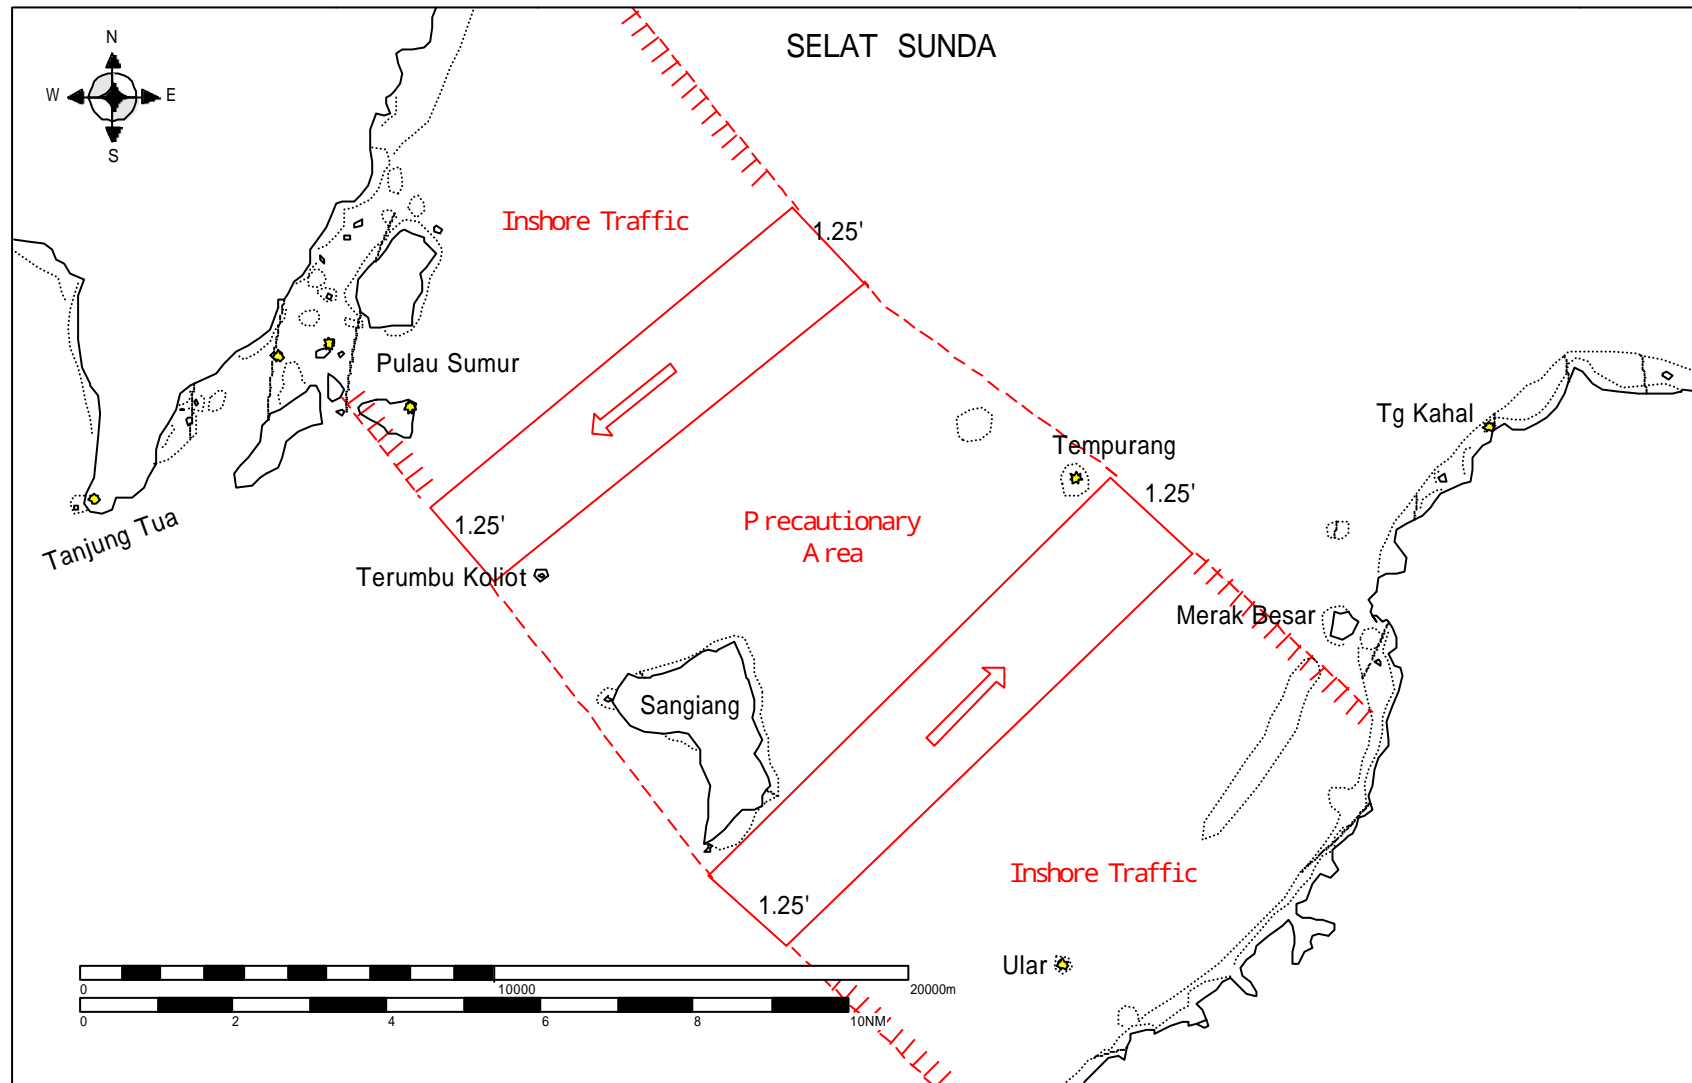 SELAT SUNDA
N
W
E
S
Inshore Traffic
1.25'
Pulau Sumur
Tg Kahal
Tempurang
1.25'
Precautionary
Area
1.25'
Tanjung Tua
Terumbu Koliot
Merak Besar
Sangiang
Inshore Traffic
1.25'
Ular
0
10000
20000m
0
2
4
6
8
10NM